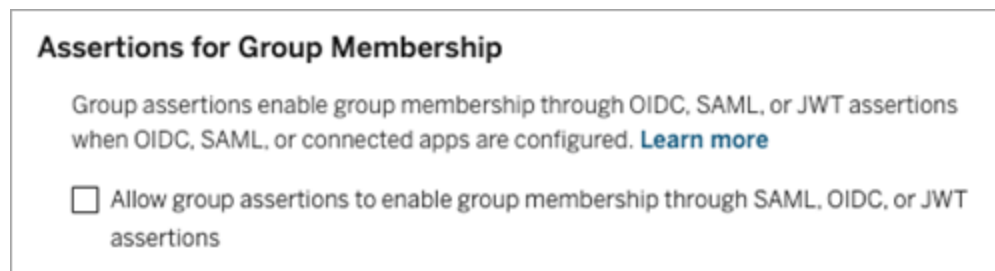 Assertions for Group Membership
Group assertions enable group membership through OIDC, SAML, or JWT assertions
when OIDC, SAML, or connected apps are configured. Learn more
Allow group assertions to enable group membership through SAML, OIDC, or JWT
assertions